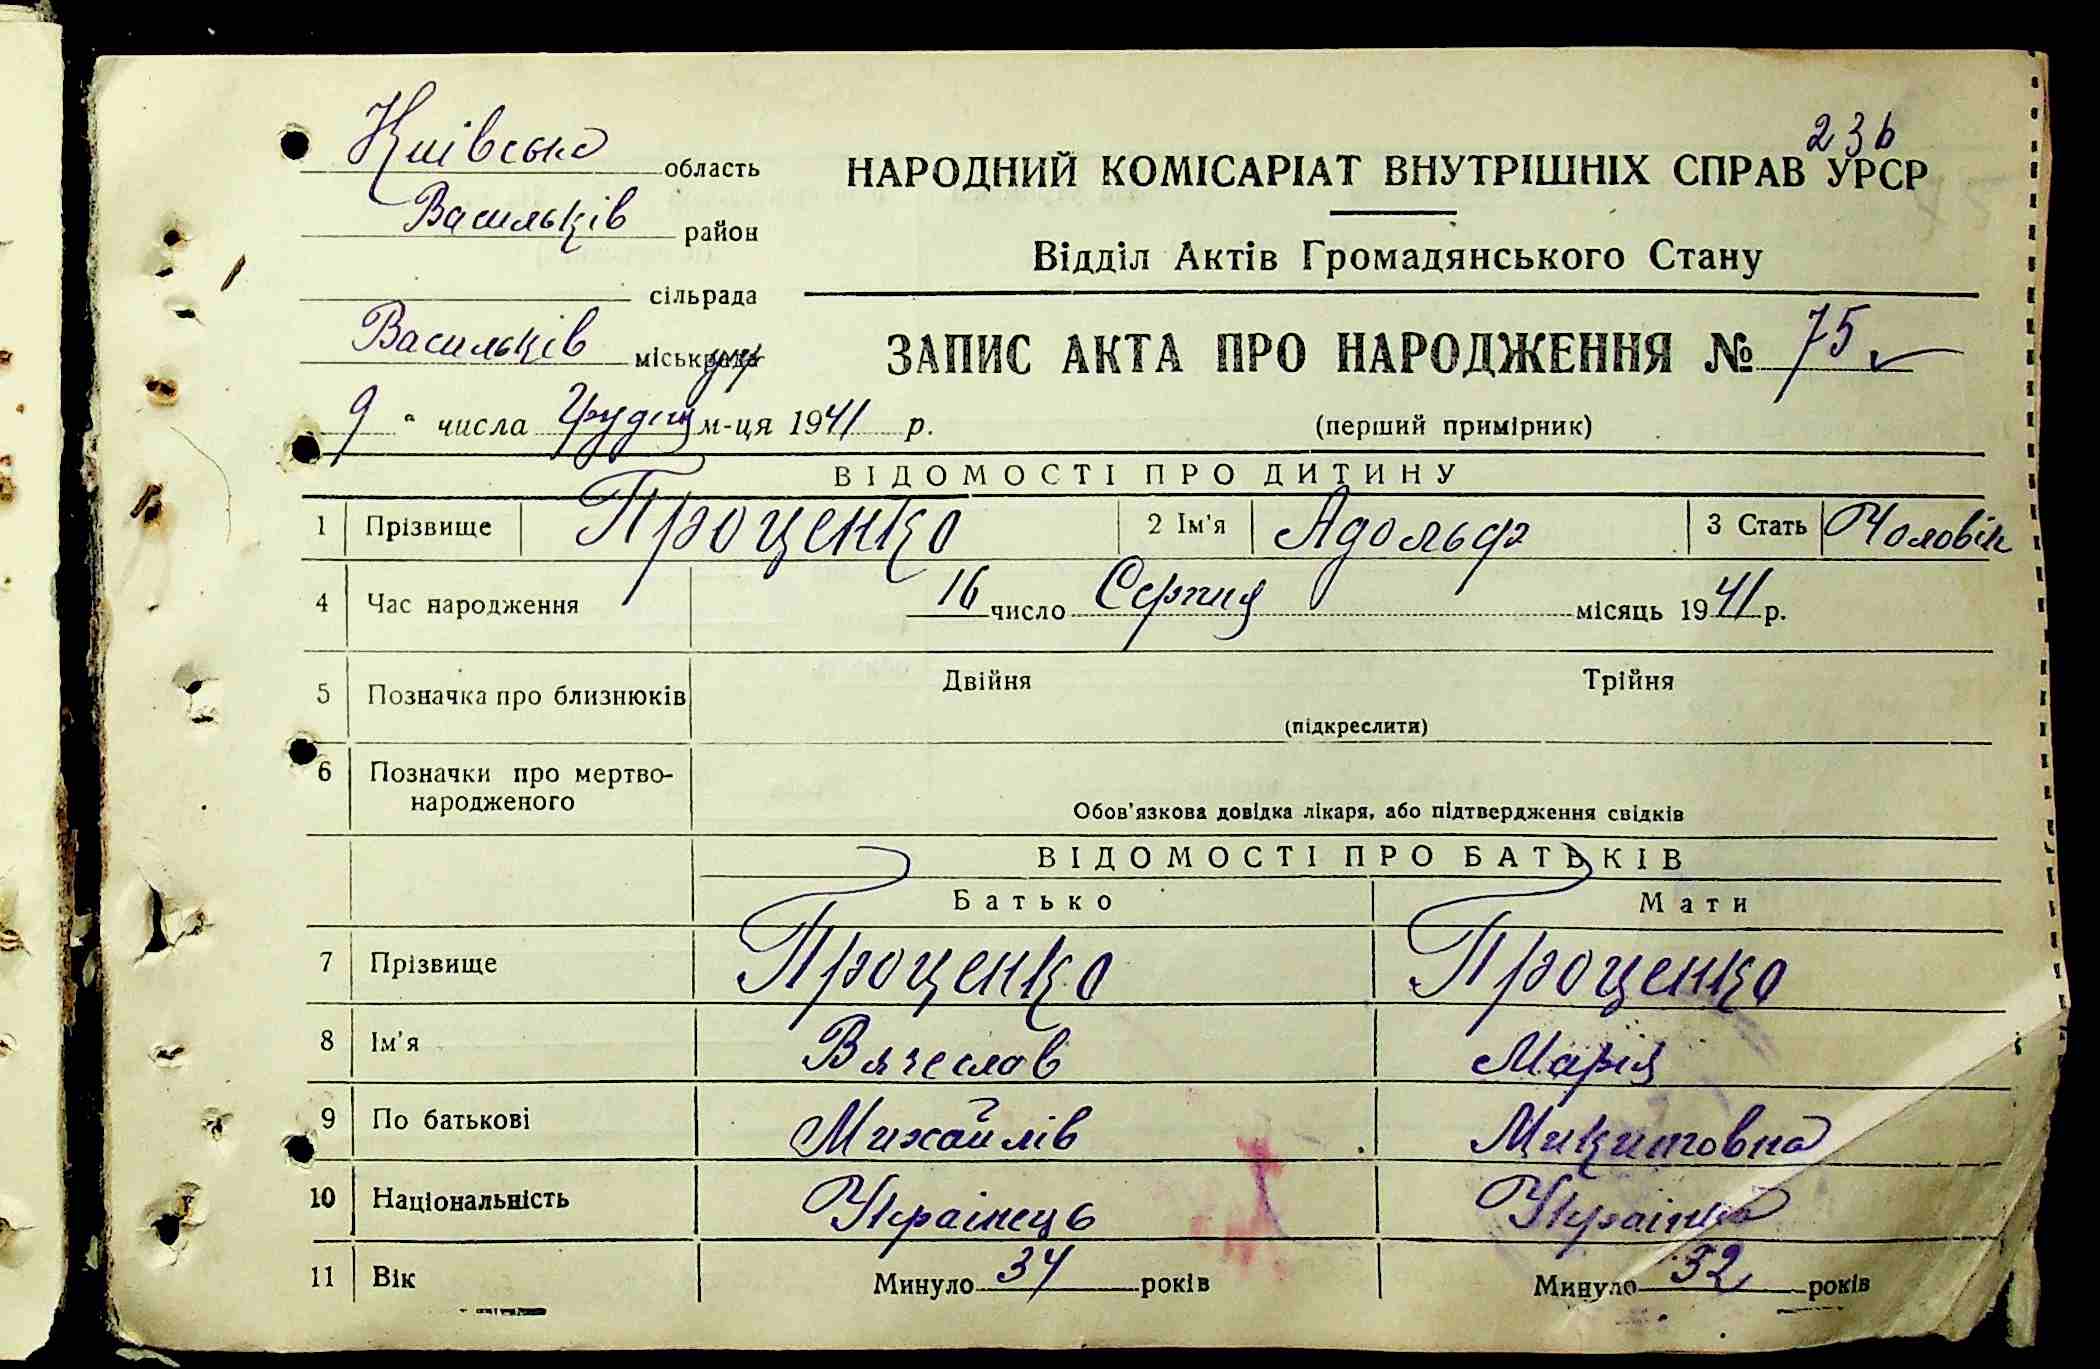 236
Київська область
НАРОДНИЙ КОМІСАРІАТ ВНУТРІШНІХ СПРАВ УРСР
Васильків район
75
Відділ Актів Громадянського Стану
сільрада
Васильків міськрада
ЗАПИС АКТА ПРО НАРОДЖЕННЯ № 75
9 " числа Грудня м-ця 1941 р.
(перший примірник)
ВІДОМОСТІ ПРО ДИТИНУ
1 Прізвище Проценко 2 Ім'я Адольф 3 Стать Чоловік
4 Час народження 16 число Серпня місяць 1941 р.
5 Позначка про близнюків Двійня Трійня
(підкреслити)
6 Позначки про мертво-
народженого
Обов'язкова довідка лікаря, або підтвердження свідків
ВІДОМОСТІ ПРО БАТЬКІВ
Батько Мати
7 Прізвище Проценко Проценко
8 Ім'я Вячеслав Марія
9 По батькові Михайлів Микитовна
10 Національність Українець Українка
11 Вік Минуло 34 років Минуло 32 років